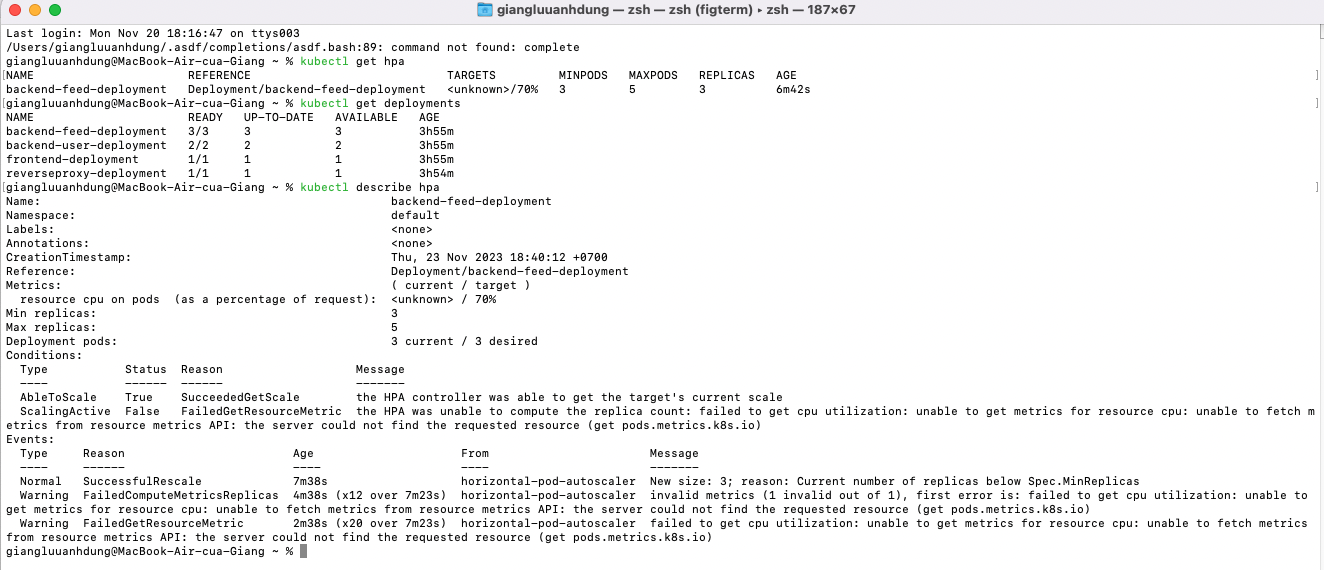 giangluuanhdung — zsh — zsh (figterm) ▸ zsh — 187×67
Last login: Mon Nov 20 18:16:47 on ttys003
/Users/giangluuanhdung/.asdf/completions/asdf.bash:89: command not found: complete
giangluuanhdung@MacBook-Air-cua-Giang ~ % kubectl get hpa
NAME                      REFERENCE                            TARGETS         MINPODS   MAXPODS   REPLICAS   AGE
backend-feed-deployment   Deployment/backend-feed-deployment   <unknown>/70%   3         5         3          6m42s
giangluuanhdung@MacBook-Air-cua-Giang ~ % kubectl get deployments
NAME                      READY   UP-TO-DATE   AVAILABLE   AGE
backend-feed-deployment   3/3     3            3           3h55m
backend-user-deployment   2/2     2            2           3h55m
frontend-deployment       1/1     1            1           3h55m
reverseproxy-deployment   1/1     1            1           3h54m
giangluuanhdung@MacBook-Air-cua-Giang ~ % kubectl describe hpa
Name:                                                  backend-feed-deployment
Namespace:                                             default
Labels:                                                <none>
Annotations:                                           <none>
CreationTimestamp:                                     Thu, 23 Nov 2023 18:40:12 +0700
Reference:                                             Deployment/backend-feed-deployment
Metrics:                                               ( current / target )
  resource cpu on pods  (as a percentage of request):  <unknown> / 70%
Min replicas:                                          3
Max replicas:                                          5
Deployment pods:                                       3 current / 3 desired
Conditions:
  Type           Status  Reason                   Message
  ----           ------  ------                   -------
  AbleToScale    True    SucceededGetScale        the HPA controller was able to get the target's current scale
  ScalingActive  False   FailedGetResourceMetric  the HPA was unable to compute the replica count: failed to get cpu utilization: unable to get metrics for resource cpu: unable to fetch m
etrics from resource metrics API: the server could not find the requested resource (get pods.metrics.k8s.io)
Events:
  Type     Reason                        Age                     From                       Message
  ----     ------                        ----                    ----                       -------
  Normal   SuccessfulRescale             7m38s                   horizontal-pod-autoscaler  New size: 3; reason: Current number of replicas below Spec.MinReplicas
  Warning  FailedComputeMetricsReplicas  4m38s (x12 over 7m23s)  horizontal-pod-autoscaler  invalid metrics (1 invalid out of 1), first error is: failed to get cpu utilization: unable to
get metrics for resource cpu: unable to fetch metrics from resource metrics API: the server could not find the requested resource (get pods.metrics.k8s.io)
  Warning  FailedGetResourceMetric       2m38s (x20 over 7m23s)  horizontal-pod-autoscaler  failed to get cpu utilization: unable to get metrics for resource cpu: unable to fetch metrics
from resource metrics API: the server could not find the requested resource (get pods.metrics.k8s.io)
giangluuanhdung@MacBook-Air-cua-Giang ~ %